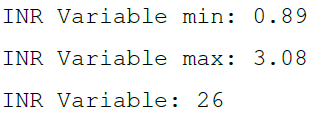 INR Variable min: 0.89
INR Variable max: 3.08
INR Variable: 26